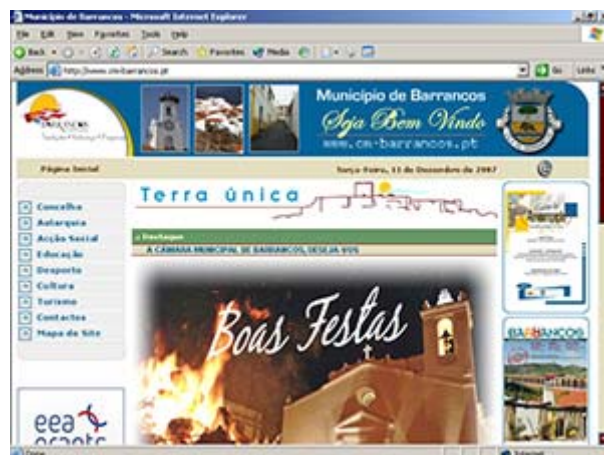 Município de Barrancos - Microsoft Internet Explorer
File Edit View Favorites Tools Help
Back Search Favorites Media
Address http://www.cm-barrancos.pt Go Links
BARRANCOS
Município de Barrancos
Seja Bem Vindo
www.cm-barrancos.pt
Página Inicial
Terça-Feira, 11 de Dezembro de 2007
Terra única
Concelho
Autarquia
Acção Social
Educação
Desporto
Cultura
Turismo
Contactos
Mapa do Site
Destaque
A CÂMARA MUNICIPAL DE BARRANCOS, DESEJA-VOS
Boas Festas
BARRANCOS
eea
grants
Done
Internet